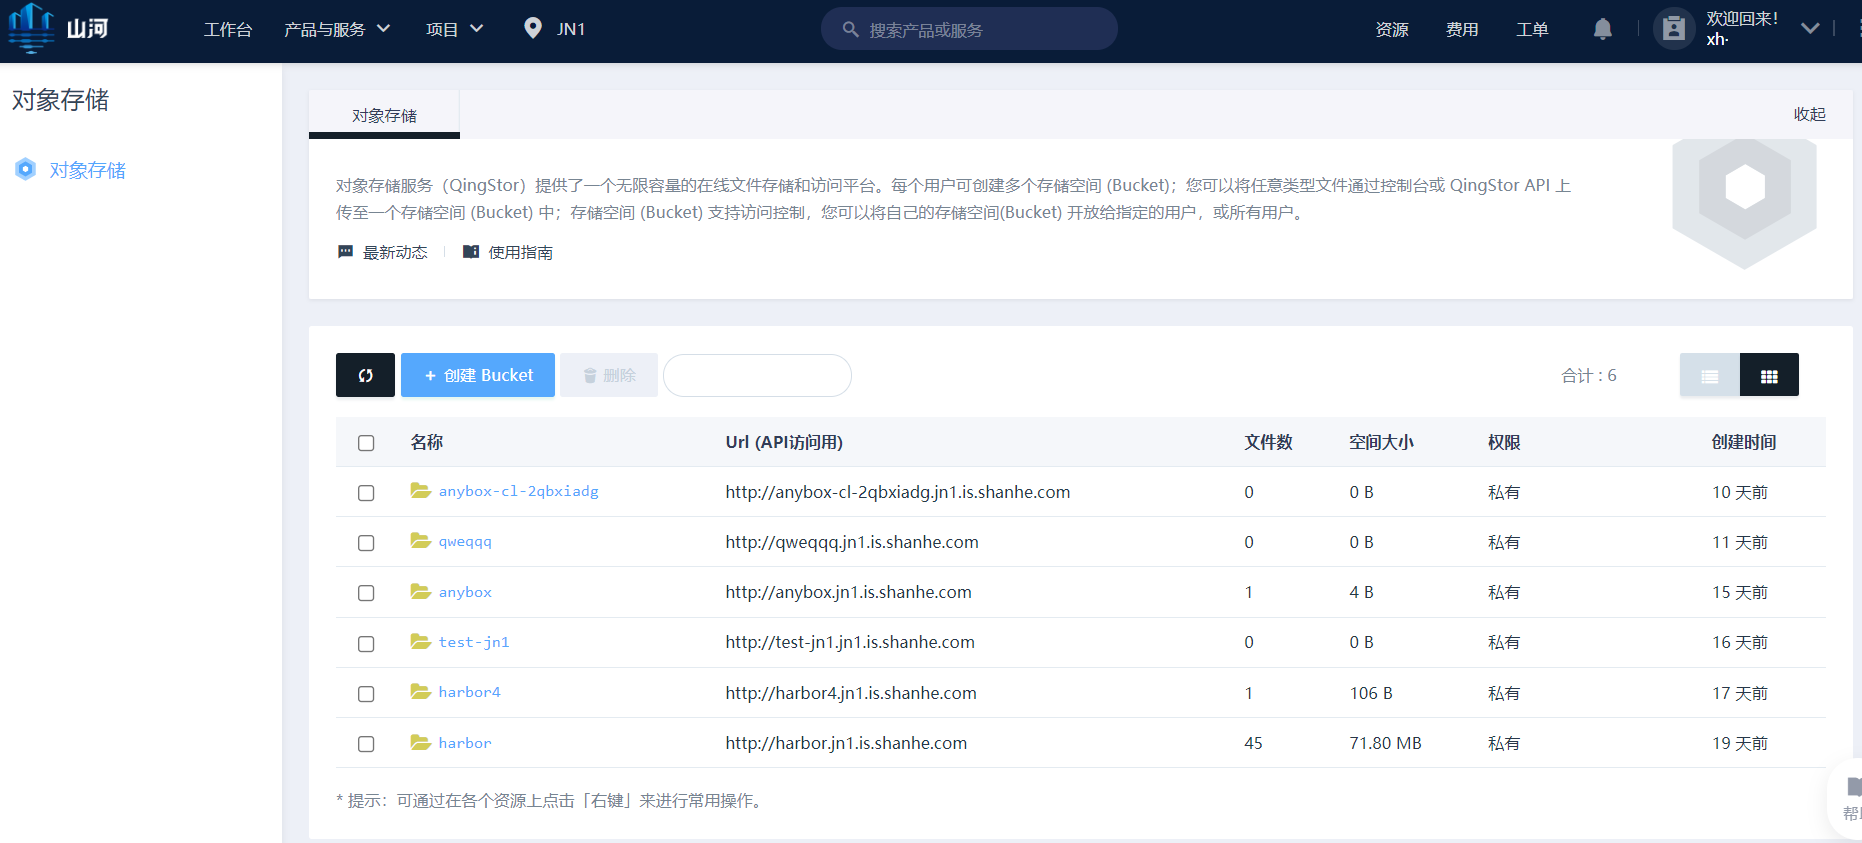 山河 工作台 产品与服务 项目 JN1 搜索产品或服务 资源 费用 工单 欢迎回来！
xh·
对象存储
对象存储
对象存储 收起
对象存储服务（QingStor）提供了一个无限容量的在线文件存储和访问平台。每个用户可创建多个存储空间 (Bucket)；您可以将任意类型文件通过控制台或 QingStor API 上
传至一个存储空间 (Bucket) 中；存储空间 (Bucket) 支持访问控制，您可以将自己的存储空间(Bucket) 开放给指定的用户，或所有用户。
最新动态 使用指南
+ 创建 Bucket 删除 合计 : 6
名称 Url (API访问用) 文件数 空间大小 权限 创建时间
anybox-cl-2qbxiadg http://anybox-cl-2qbxiadg.jn1.is.shanhe.com 0 0 B 私有 10 天前
qweqqq http://qweqqq.jn1.is.shanhe.com 0 0 B 私有 11 天前
anybox http://anybox.jn1.is.shanhe.com 1 4 B 私有 15 天前
test-jn1 http://test-jn1.jn1.is.shanhe.com 0 0 B 私有 16 天前
harbor4 http://harbor4.jn1.is.shanhe.com 1 106 B 私有 17 天前
harbor http://harbor.jn1.is.shanhe.com 45 71.80 MB 私有 19 天前
* 提示：可通过在各个资源上点击「右键」来进行常用操作。